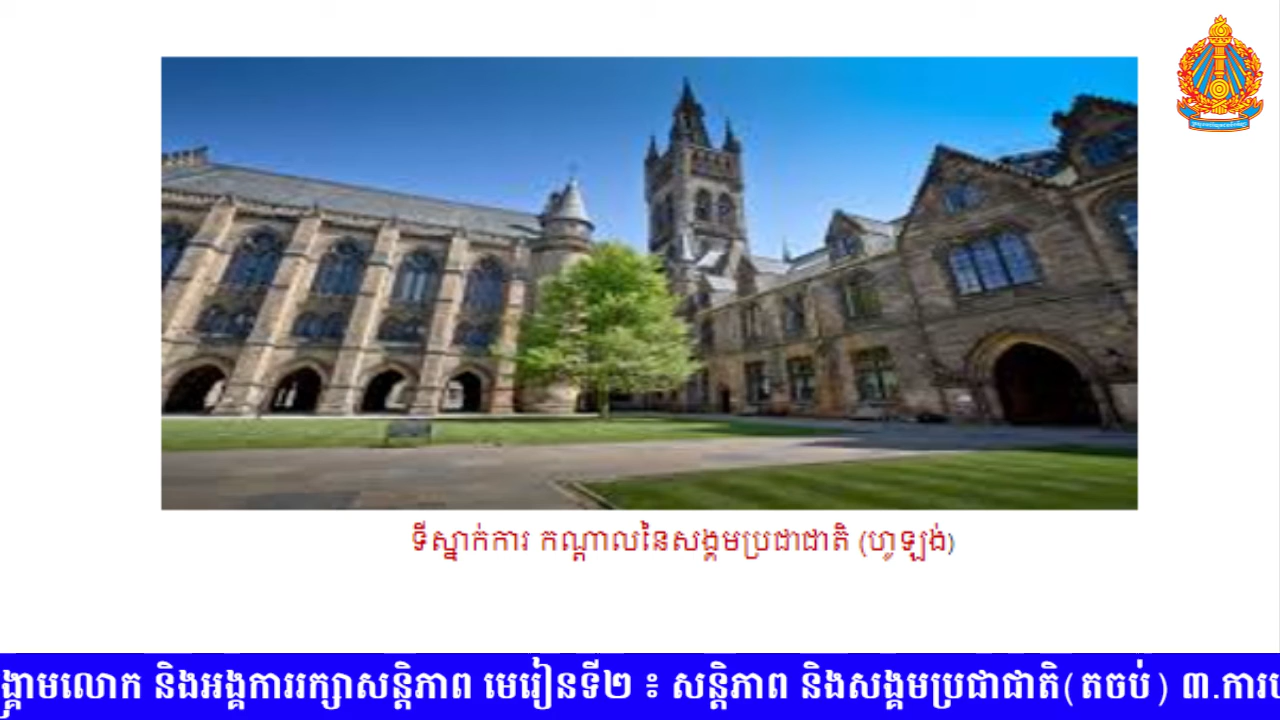 ទីស្នាក់ការ កណ្តាលនៃសង្គមប្រជាជាតិ (ហូឡង់)
ង្គ្រាមលោក និងអង្គការរក្សាសន្តិភាព មេរៀនទី២ ៖ សន្តិភាព និងសង្គមប្រជាជាតិ(តចប់) ៣.ការប